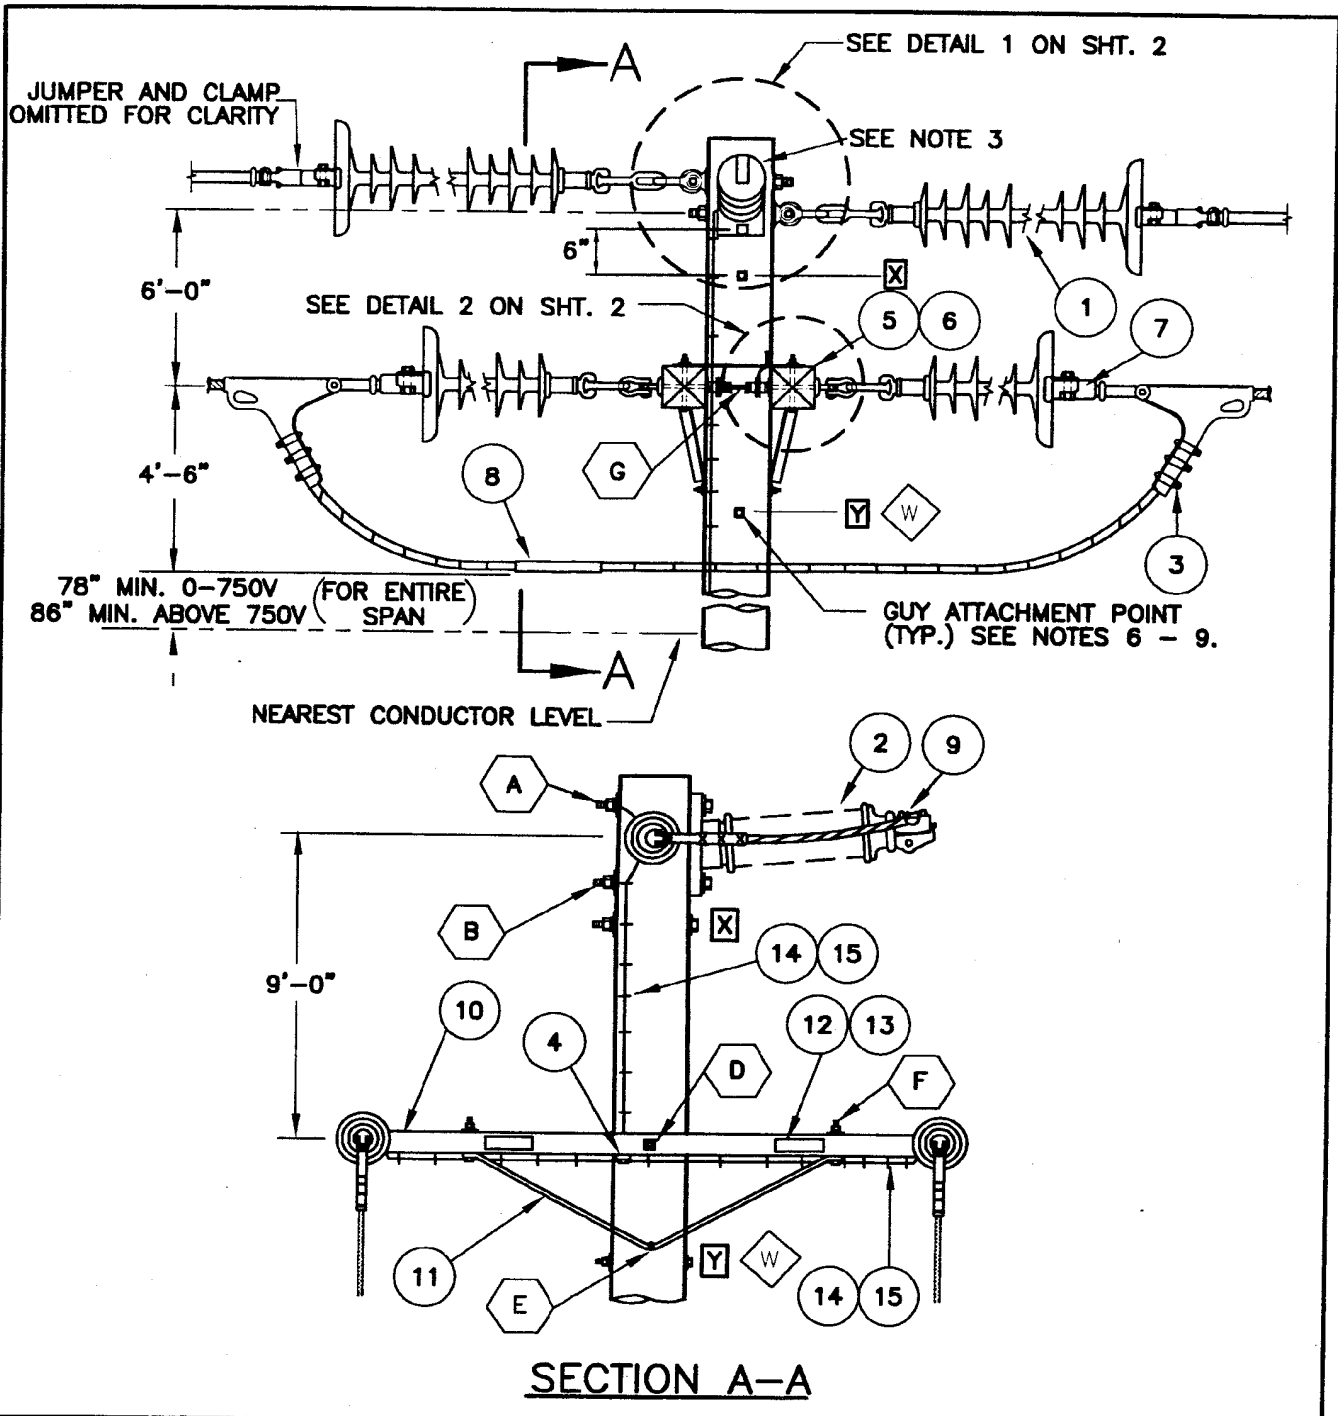 SEE DETAIL 1 ON SHT. 2
A
JUMPER AND CLAMP
OMITTED FOR CLARITY
SEE NOTE 3
6"
X
6'-0"
SEE DETAIL 2 ON SHT. 2
5 6
1
7
4'-6"
8
G
Y W
3
78" MIN. 0-750V (FOR ENTIRE
86" MIN. ABOVE 750V SPAN)
GUY ATTACHMENT POINT
(TYP.) SEE NOTES 6 - 9.
A
NEAREST CONDUCTOR LEVEL
2 9
A
B
X
14 15
9'-0"
10
4
12 13
D
F
11
Y W
E
14 15
SECTION A-A